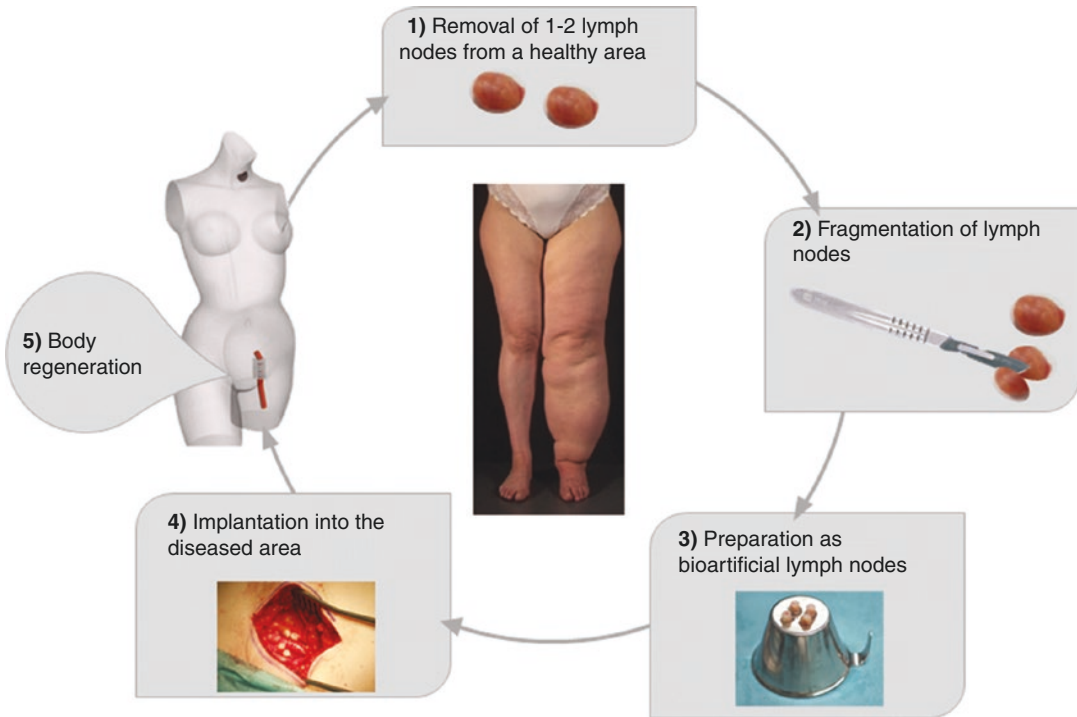 1) Removal of 1-2 lymph
nodes from a healthy area
2) Fragmentation of lymph
nodes
3) Preparation as
bioartificial lymph nodes
4) Implantation into the
diseased area
5) Body
regeneration